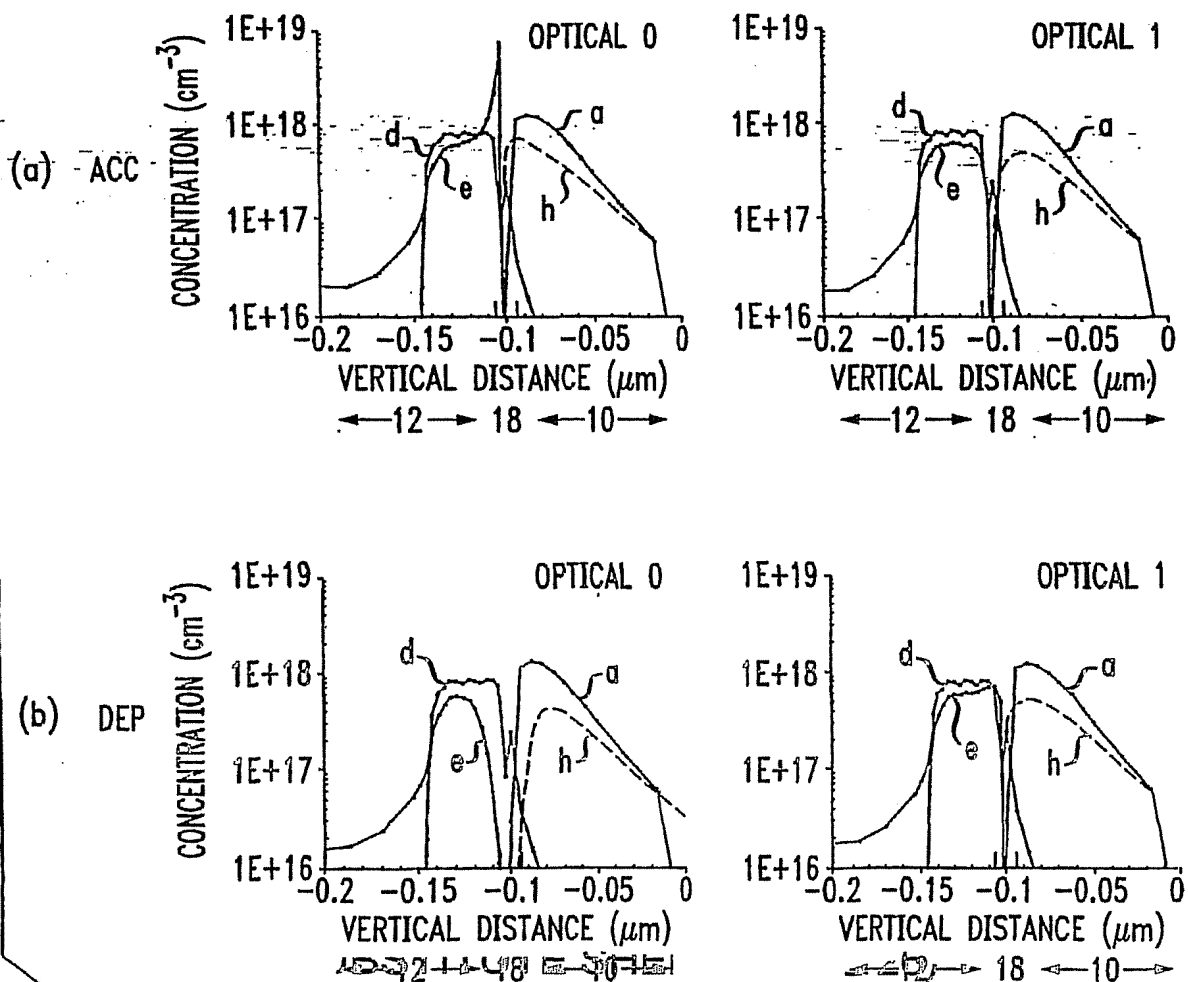 (a) ACC
CONCENTRATION (cm⁻³)
1E+19
1E+18
1E+17
1E+16
OPTICAL 0
d
e
a
h
-0.2 -0.15 -0.1 -0.05 0
VERTICAL DISTANCE (μm)
12 18 10
1E+19
1E+18
1E+17
1E+16
OPTICAL 1
d
e
a
h
-0.2 -0.15 -0.1 -0.05 0
VERTICAL DISTANCE (μm)
12 18 10
(b) DEP
CONCENTRATION (cm⁻³)
1E+19
1E+18
1E+17
1E+16
OPTICAL 0
d
e
a
h
-0.2 -0.15 -0.1 -0.05 0
VERTICAL DISTANCE (μm)
1E+19
1E+18
1E+17
1E+16
OPTICAL 1
d
e
a
h
-0.2 -0.15 -0.1 -0.05 0
VERTICAL DISTANCE (μm)
12 18 10